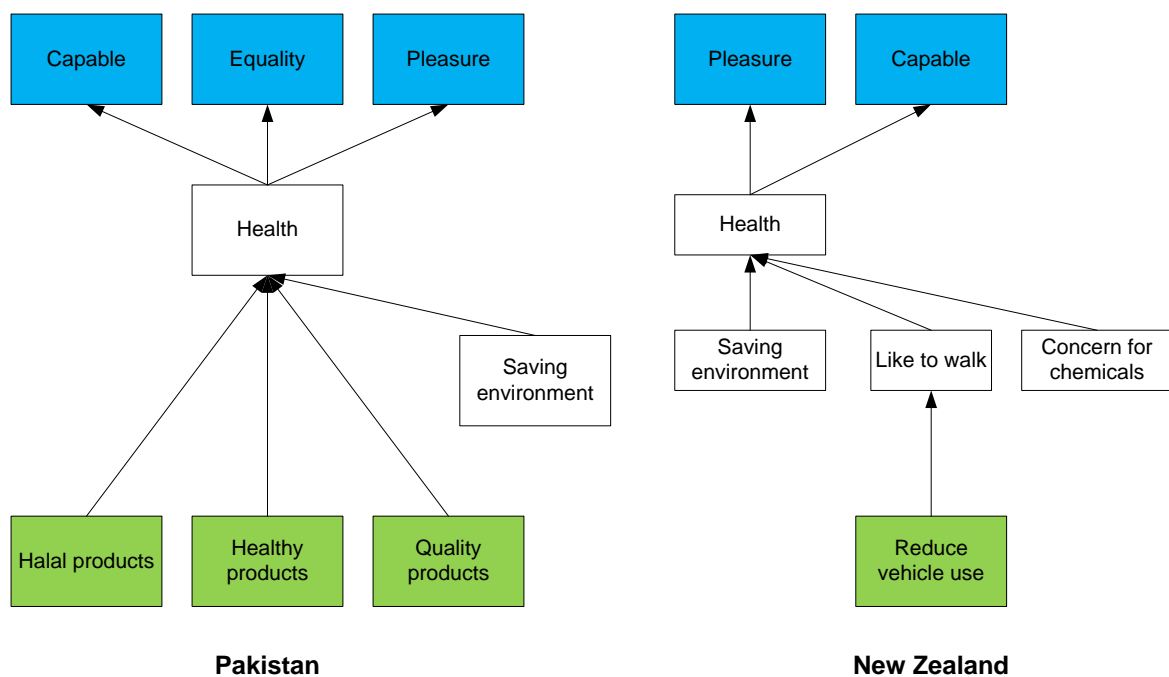 Capable
Equality
Pleasure
Pleasure
Capable
Health
Health
Saving
environment
Saving
environment
Like to walk
Concern for
chemicals
Halal products
Healthy
products
Quality
products
Reduce
vehicle use
Pakistan
New Zealand